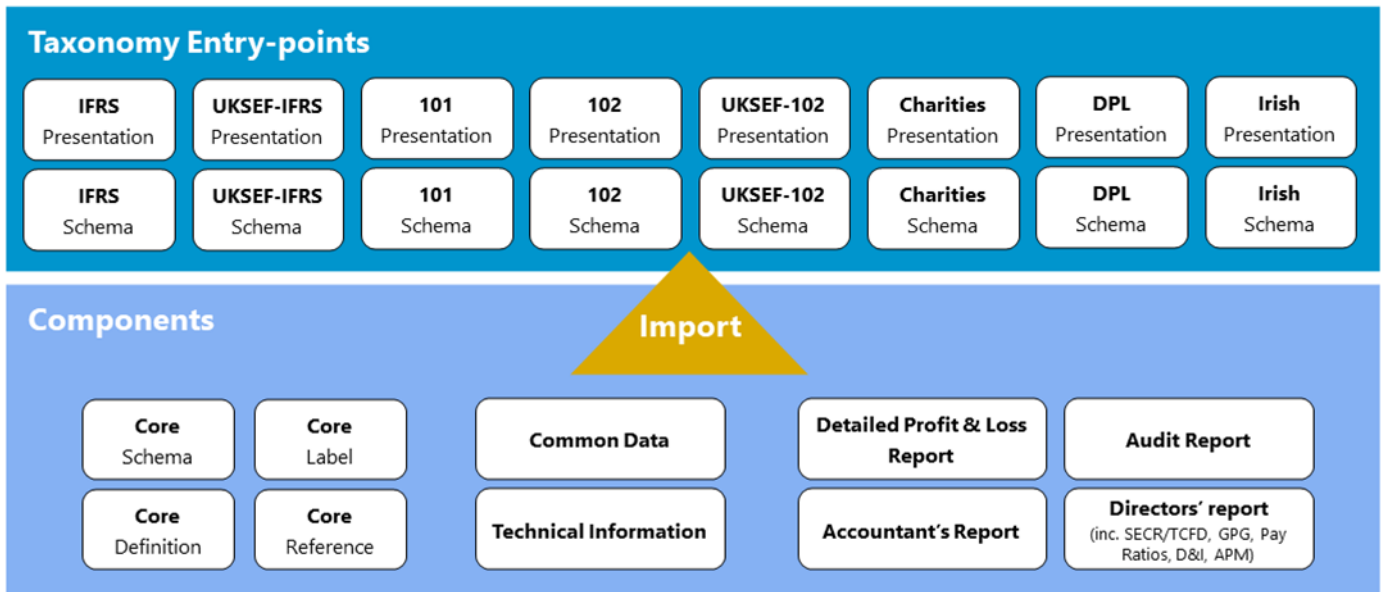 Taxonomy Entry-points
IFRS
Presentation
UKSEF-IFRS
Presentation
101
Presentation
102
Presentation
UKSEF-102
Presentation
Charities
Presentation
DPL
Presentation
Irish
Presentation
IFRS
Schema
UKSEF-IFRS
Schema
101
Schema
102
Schema
UKSEF-102
Schema
Charities
Schema
DPL
Schema
Irish
Schema
Components
Import
Core
Schema
Core
Label
Common Data
Detailed Profit & Loss
Report
Audit Report
Core
Definition
Core
Reference
Technical Information
Accountant’s Report
Directors’ report
(inc. SECR/TCFD, GPG, Pay
Ratios, D&I, APM)